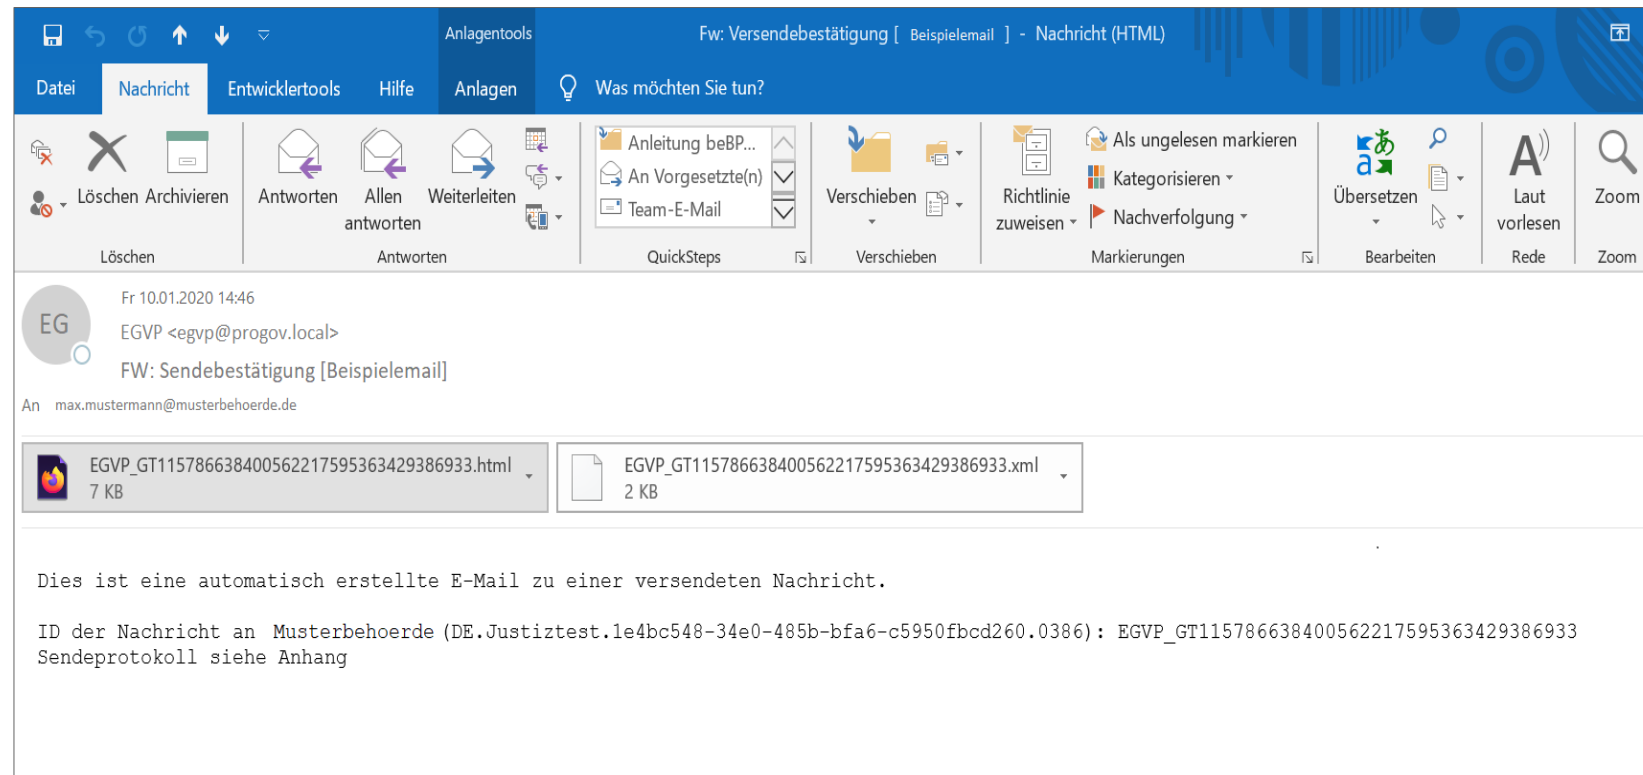 Anlagentools
Fw: Versendebestätigung [ Beispielemail ] - Nachricht (HTML)
Datei Nachricht Entwicklertools Hilfe Anlagen Was möchten Sie tun?
Löschen Archivieren
Löschen
Antworten Allen antworten Weiterleiten
Antworten
Anleitung beBP...
An Vorgesetzte(n)
Team-E-Mail
QuickSteps
Verschieben
Verschieben
Richtlinie zuweisen
Als ungelesen markieren
Kategorisieren
Nachverfolgung
Markierungen
Übersetzen
Bearbeiten
Laut vorlesen
Rede
Zoom
Zoom
EG
Fr 10.01.2020 14:46
EGVP <egvp@progov.local>
FW: Sendebestätigung [Beispielemail]
An max.mustermann@musterbehoerde.de
EGVP_GT11578663840056221759536342938​6933.html
7 KB
EGVP_GT115786638400562217595363429386933.xml
2 KB
Dies ist eine automatisch erstellte E-Mail zu einer versendeten Nachricht.
ID der Nachricht an Musterbehoerde (DE.Justiztest.1e4bc548-34e0-485b-bfa6-c5950fbcd260.0386): EGVP_GT115786638400562217595363429386933
Sendeprotokoll siehe Anhang